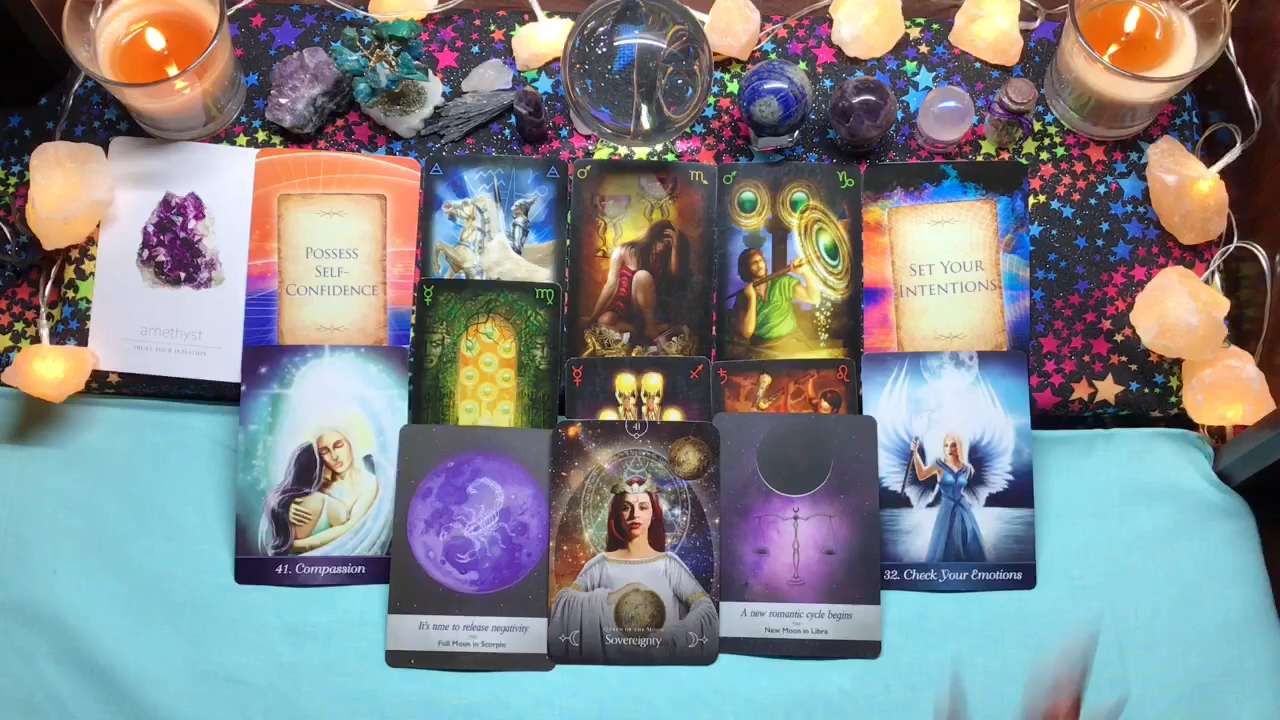 amethyst
TRUST YOUR INTUITION
POSSESS
SELF-
CONFIDENCE
SET YOUR
INTENTIONS
41. Compassion
It's time to release negativity
Full Moon in Scorpio
41
QUEEN OF THE MOON
Sovereignty
A new romantic cycle begins
New Moon in Libra
32. Check Your Emotions